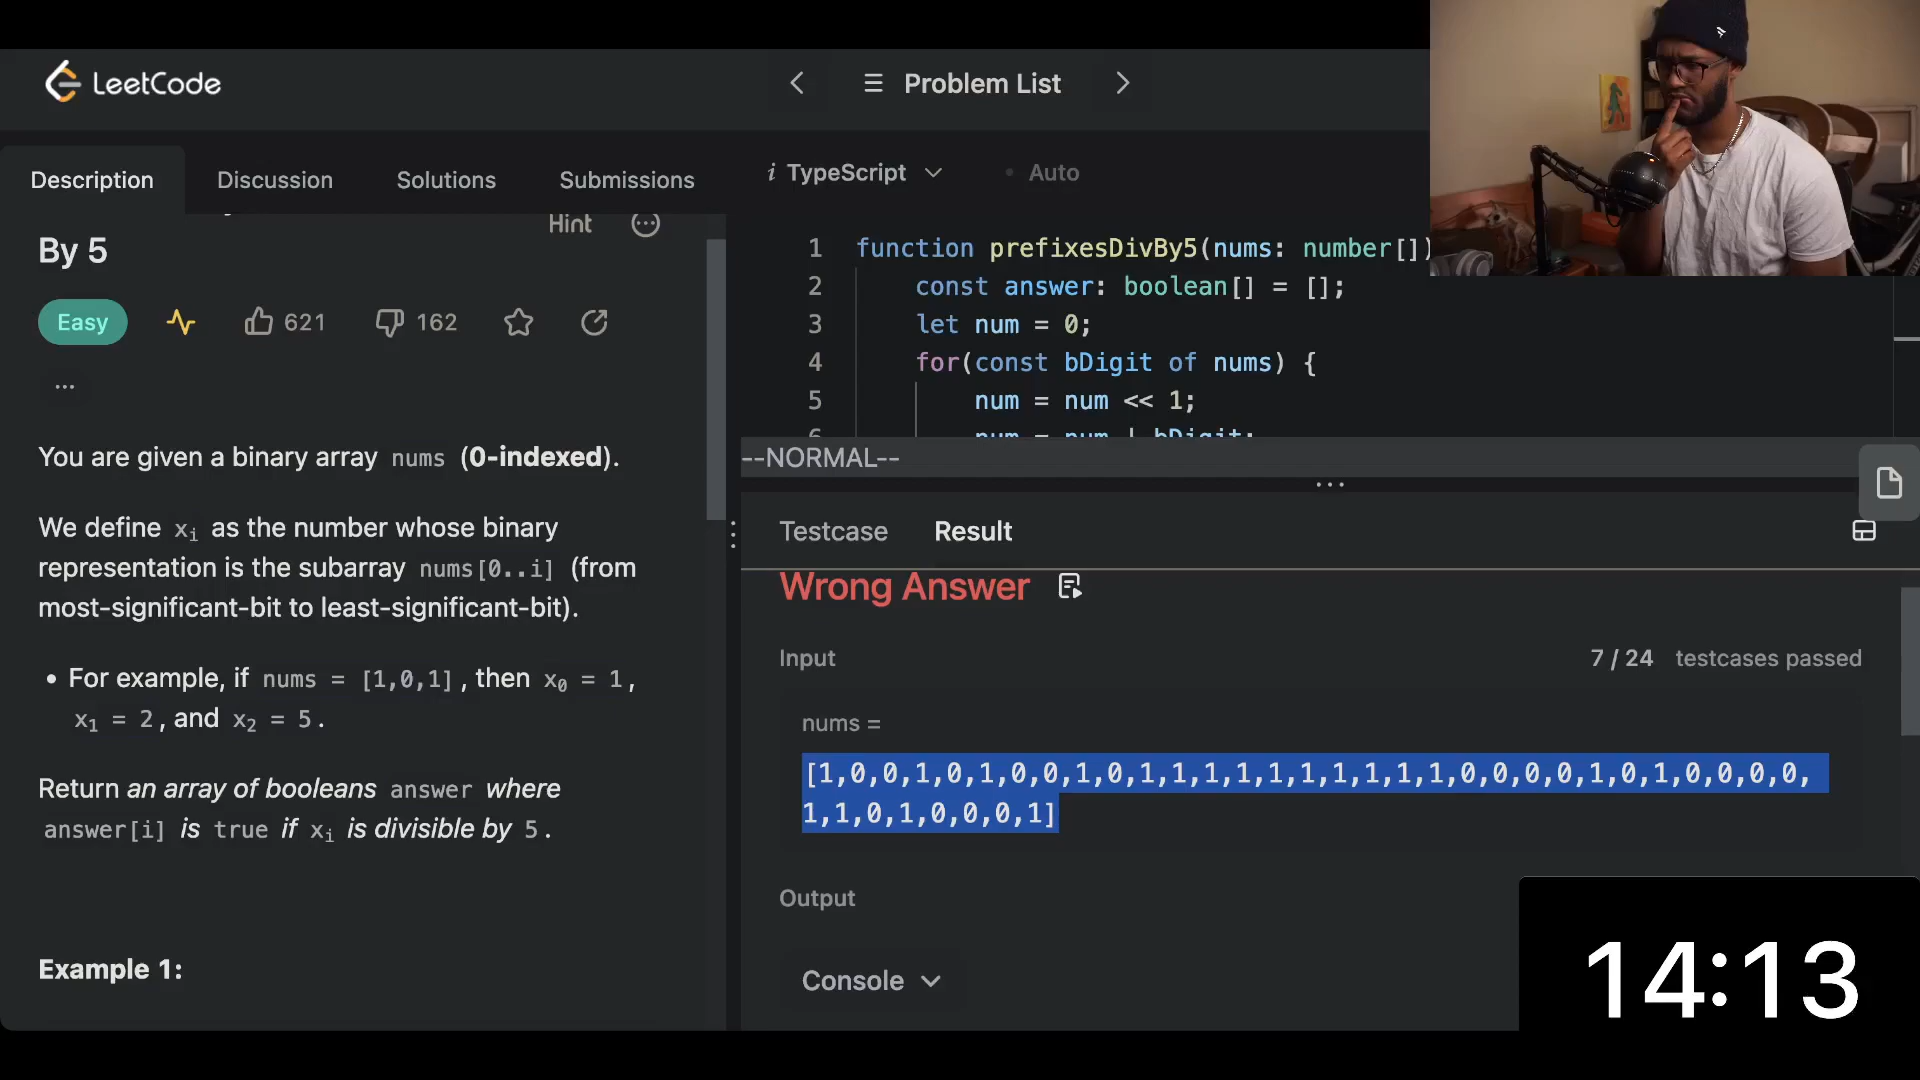 LeetCode
Problem List
Description
Discussion
Solutions
Submissions
TypeScript
Auto
Hint
By 5
Easy
621
162
You are given a binary array nums (0-indexed).
We define xi as the number whose binary
representation is the subarray nums[0..i] (from
most-significant-bit to least-significant-bit).
• For example, if nums = [1,0,1], then x0 = 1,
x1 = 2, and x2 = 5.
Return an array of booleans answer where
answer[i] is true if xi is divisible by 5.
Example 1:
1 function prefixesDivBy5(nums: number[])
2 const answer: boolean[] = [];
3 let num = 0;
4 for(const bDigit of nums) {
5 num = num << 1;
6 num = num | bDigit;
--NORMAL--
Testcase
Result
Wrong Answer
Input
7 / 24 testcases passed
nums =
[1,0,0,1,0,1,0,0,1,0,1,1,1,1,1,1,1,1,1,1,0,0,0,0,1,0,1,0,0,0,0,
1,1,0,1,0,0,0,1]
Output
Console
14:13